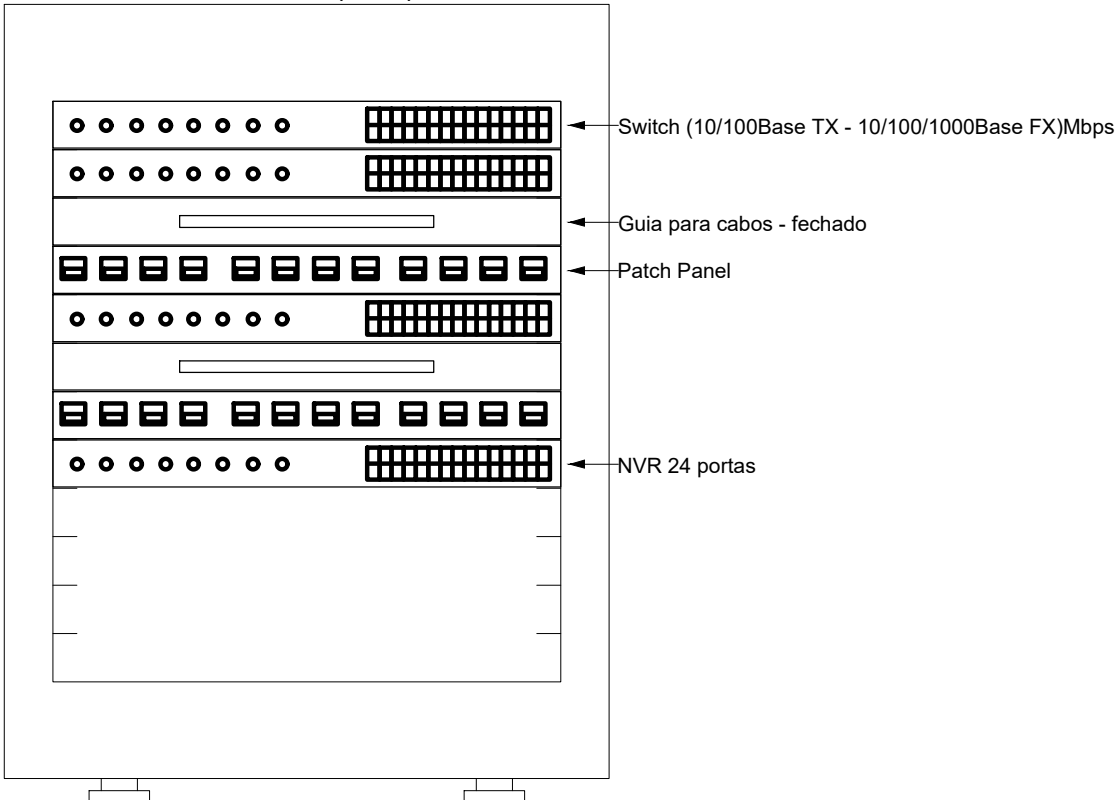 Switch (10/100Base TX - 10/100/1000Base FX)Mbps
Guia para cabos - fechado
Patch Panel
NVR 24 portas